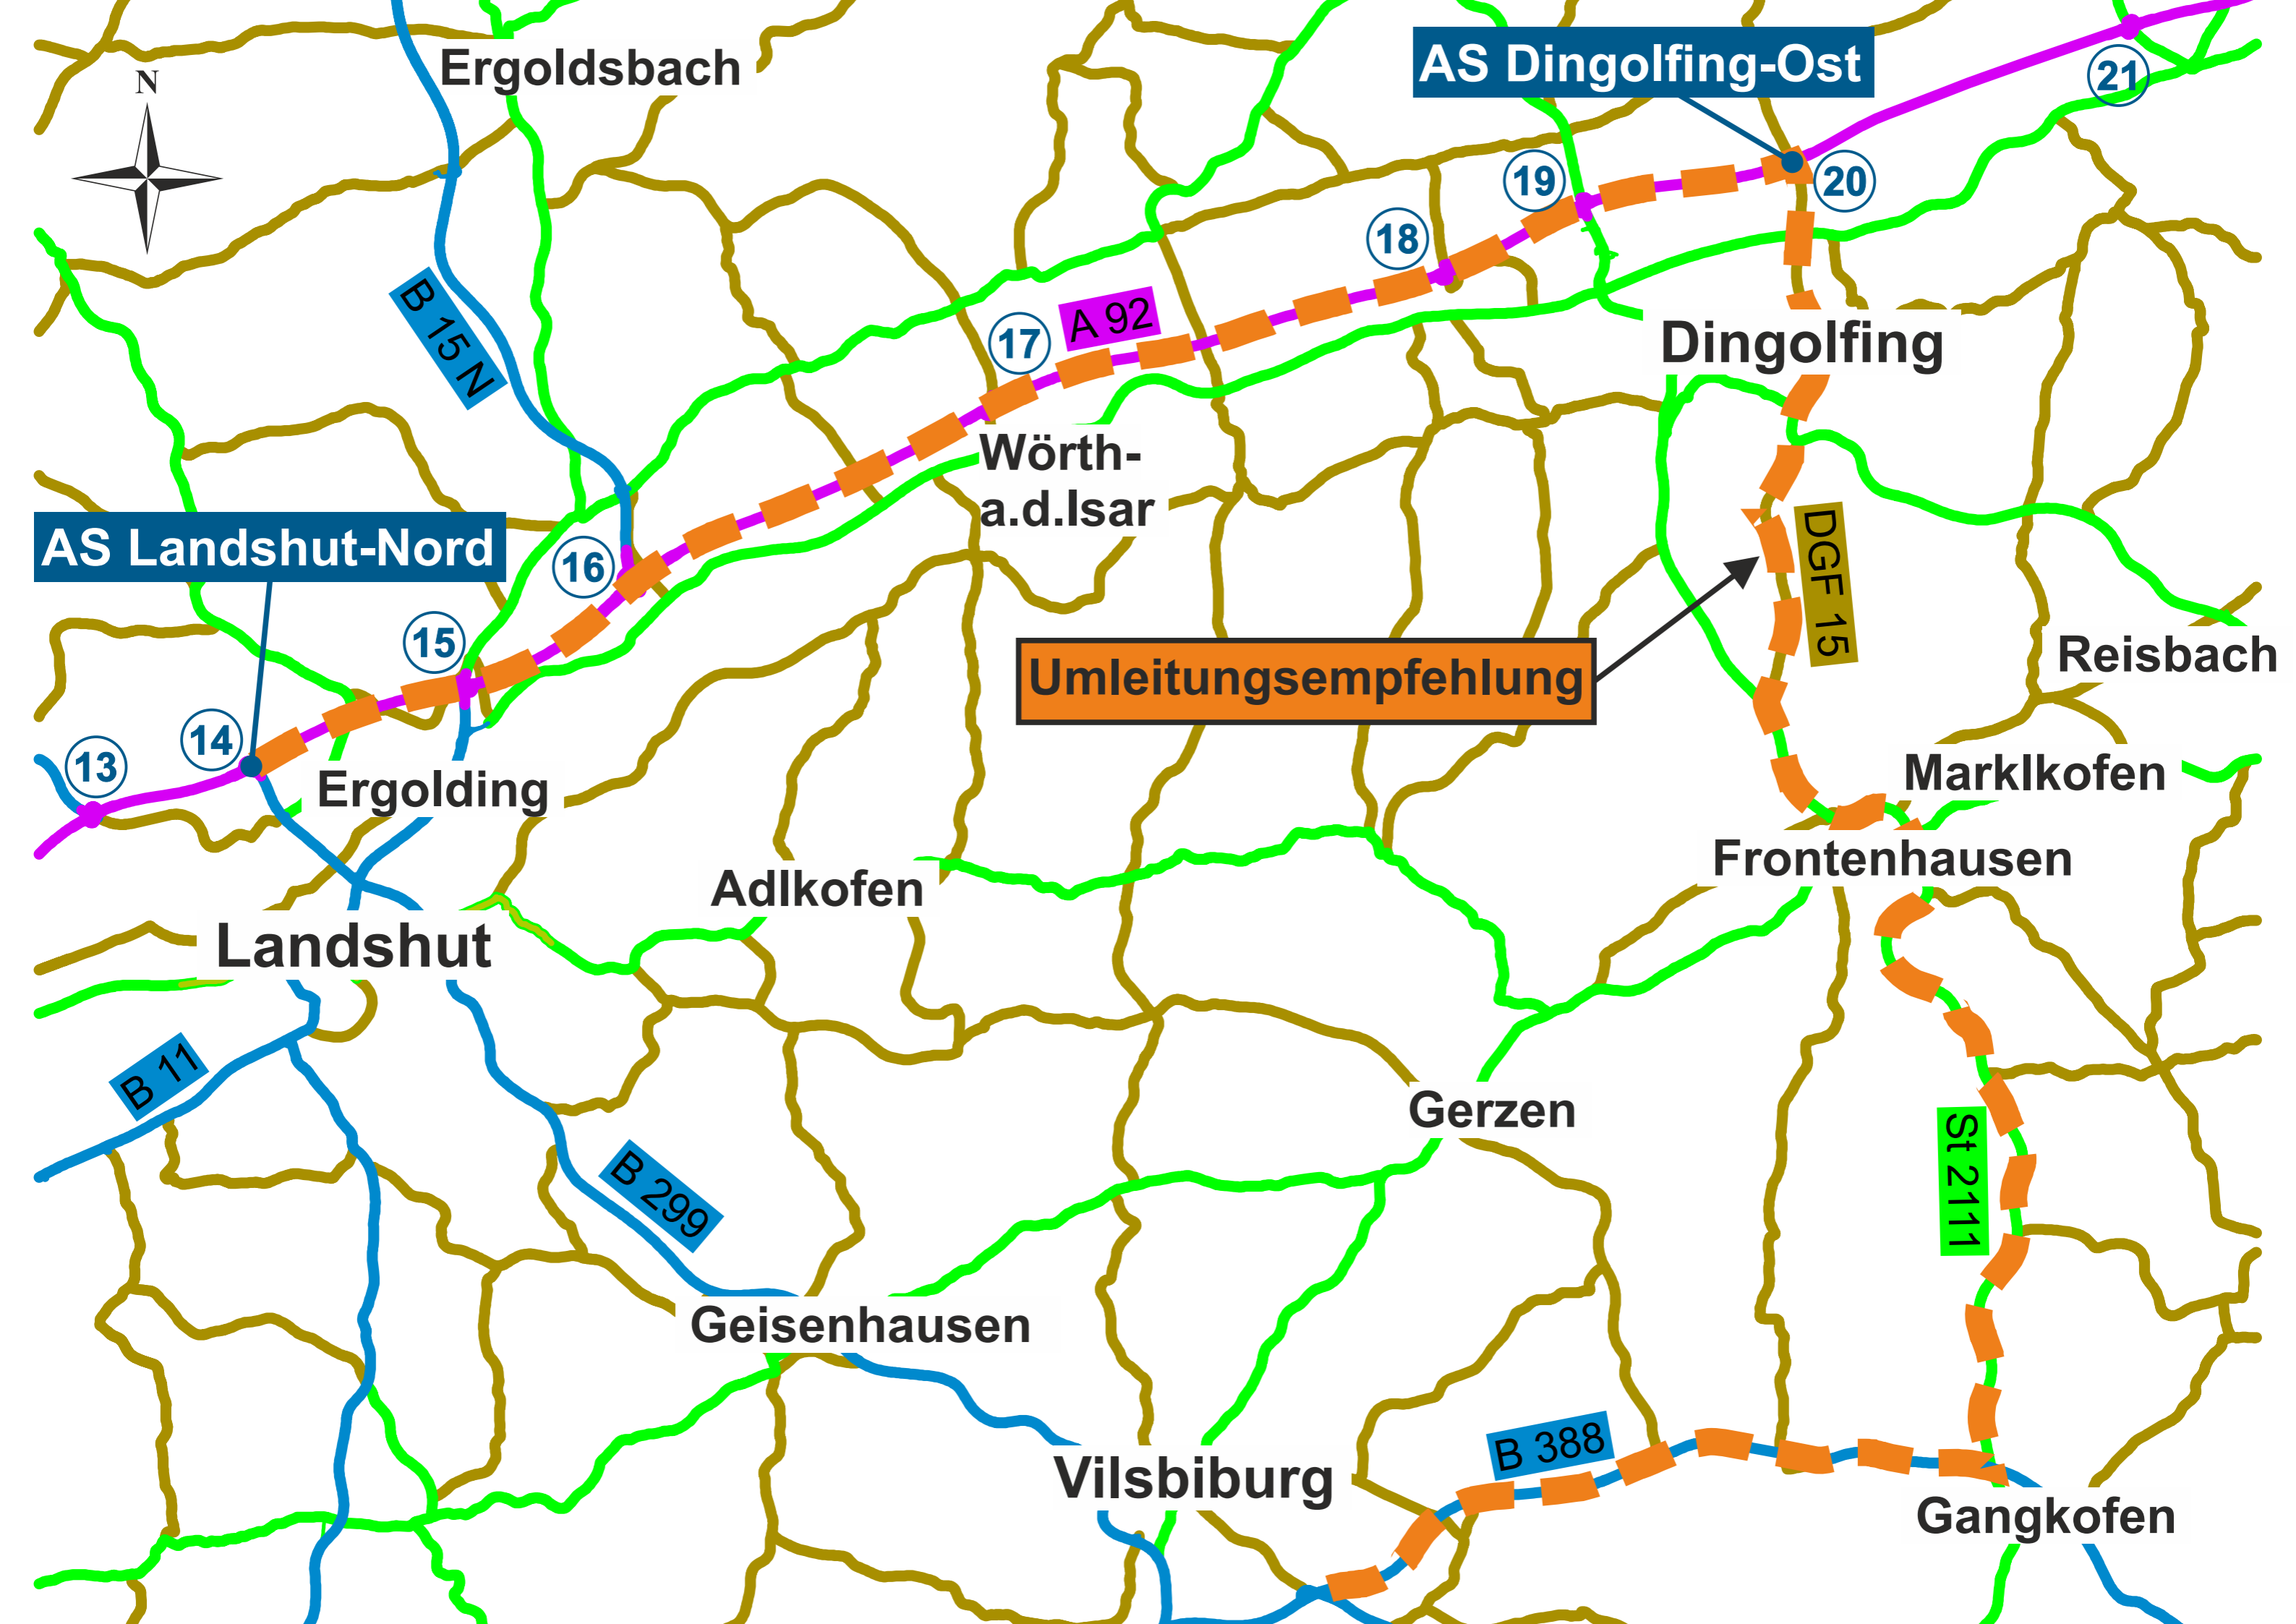 Ergoldsbach
AS Dingolfing-Ost
21
N
19
20
18
B 15 N
A 92
17
Dingolfing
Wörth-
a.d.Isar
AS Landshut-Nord
16
DGF 15
15
Umleitungsempfehlung
Reisbach
14
13
Ergolding
Marklkofen
Frontenhausen
Adlkofen
Landshut
B 11
Gerzen
St 2111
B 299
Geisenhausen
B 388
Vilsbiburg
Gangkofen